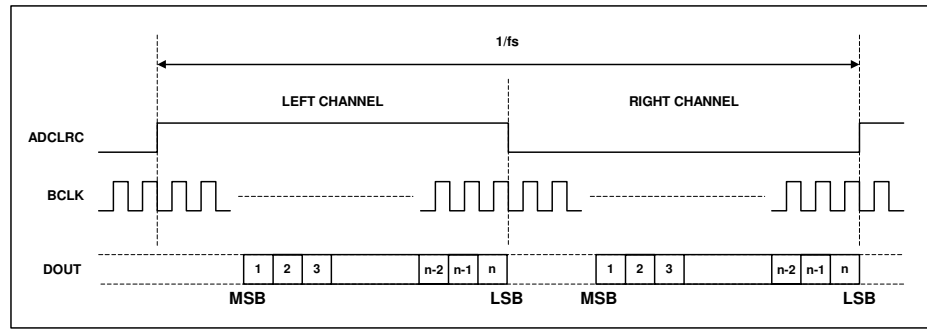 1/fs
LEFT CHANNEL RIGHT CHANNEL
ADCLRC
BCLK
DOUT 1 2 3 n-2 n-1 n 1 2 3 n-2 n-1 n
MSB LSB MSB LSB